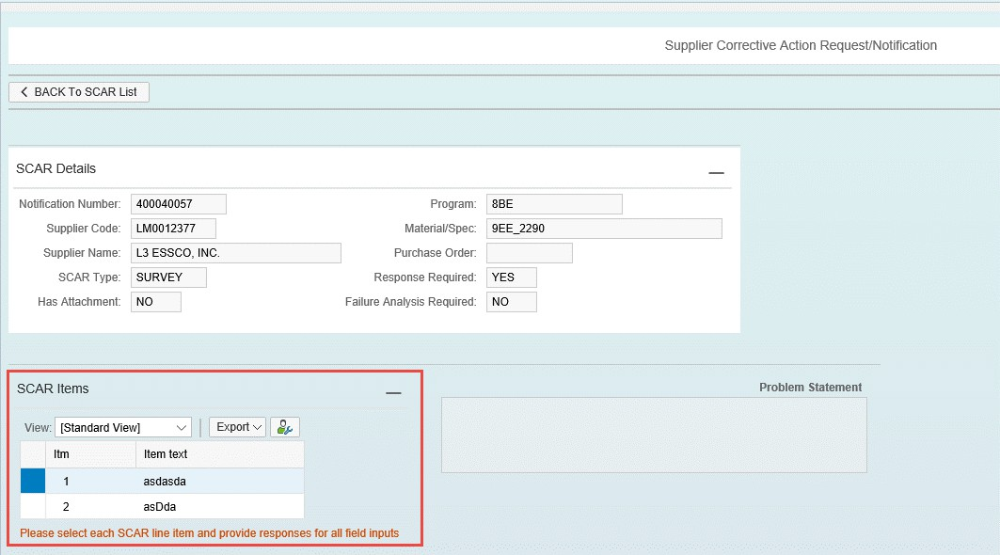 Supplier Corrective Action Request/Notification
BACK To SCAR List
SCAR Details
Notification Number: 400040057 Program: 8BE
Supplier Code: LM0012377 Material/Spec: 9EE_2290
Supplier Name: L3 ESSCO, INC. Purchase Order:
SCAR Type: SURVEY Response Required: YES
Has Attachment: NO Failure Analysis Required: NO
SCAR Items
Problem Statement
View: [Standard View] Export
Itm Item text
1 asdasda
2 asDda
Please select each SCAR line item and provide responses for all field inputs